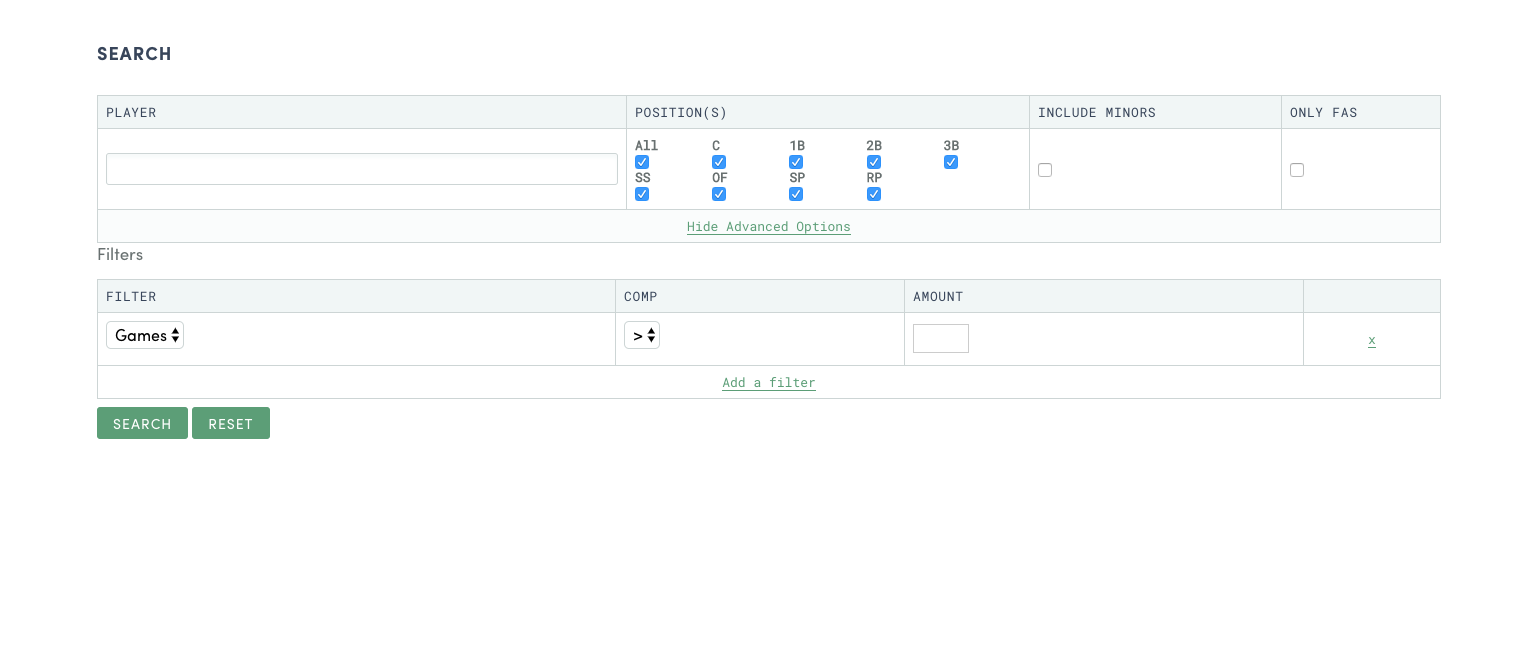 SEARCH
PLAYER POSITION(S) INCLUDE MINORS ONLY FAS
All C 1B 2B 3B
SS OF SP RP
Hide Advanced Options
Filters
FILTER COMP AMOUNT
Games > x
Add a filter
SEARCH RESET